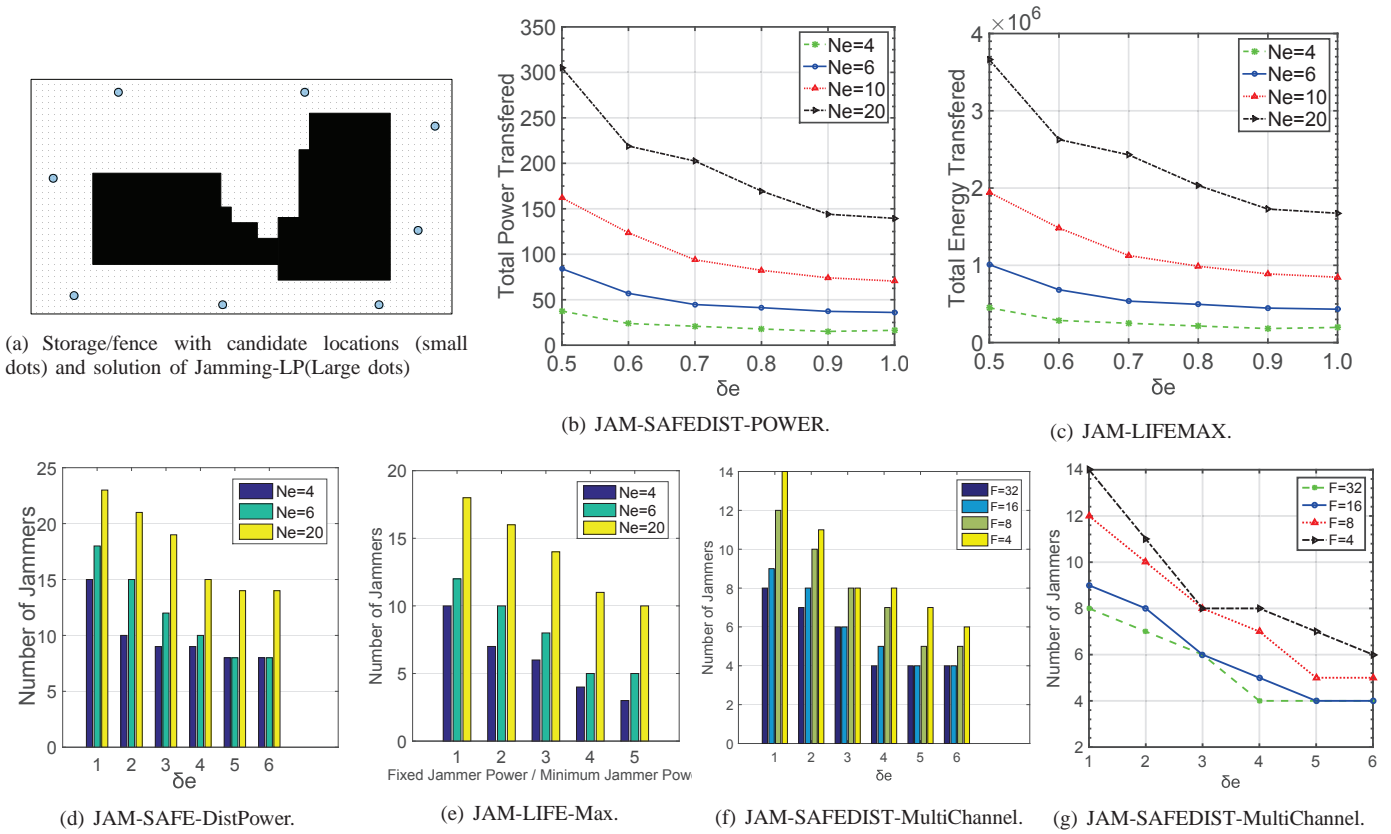 (a) Storage/fence with candidate locations (small
dots) and solution of Jamming-LP(Large dots)
350
300
250
200
150
100
50
0
Total Power Transfered
0.5 0.6 0.7 0.8 0.9 1.0
δe
Ne=4
Ne=6
Ne=10
Ne=20
(b) JAM-SAFEDIST-POWER.
×10⁶
4
3
2
1
0
Total Energy Transfered
0.5 0.6 0.7 0.8 0.9 1.0
δe
Ne=4
Ne=6
Ne=10
Ne=20
(c) JAM-LIFEMAX.
25
20
15
10
5
0
Number of Jammers
1 2 3 4 5 6
δe
Ne=4
Ne=6
Ne=20
(d) JAM-SAFE-DistPower.
20
15
10
5
0
Number of Jammers
1 2 3 4 5
Fixed Jammer Power / Minimum Jammer Pow
Ne=4
Ne=6
Ne=20
(e) JAM-LIFE-Max.
14
12
10
8
6
4
2
0
Number of Jammers
1 2 3 4 5 6
δe
F=32
F=16
F=8
F=4
(f) JAM-SAFEDIST-MultiChannel.
14
12
10
8
6
4
2
Number of Jammers
1 2 3 4 5 6
δe
F=32
F=16
F=8
F=4
(g) JAM-SAFEDIST-MultiChannel.